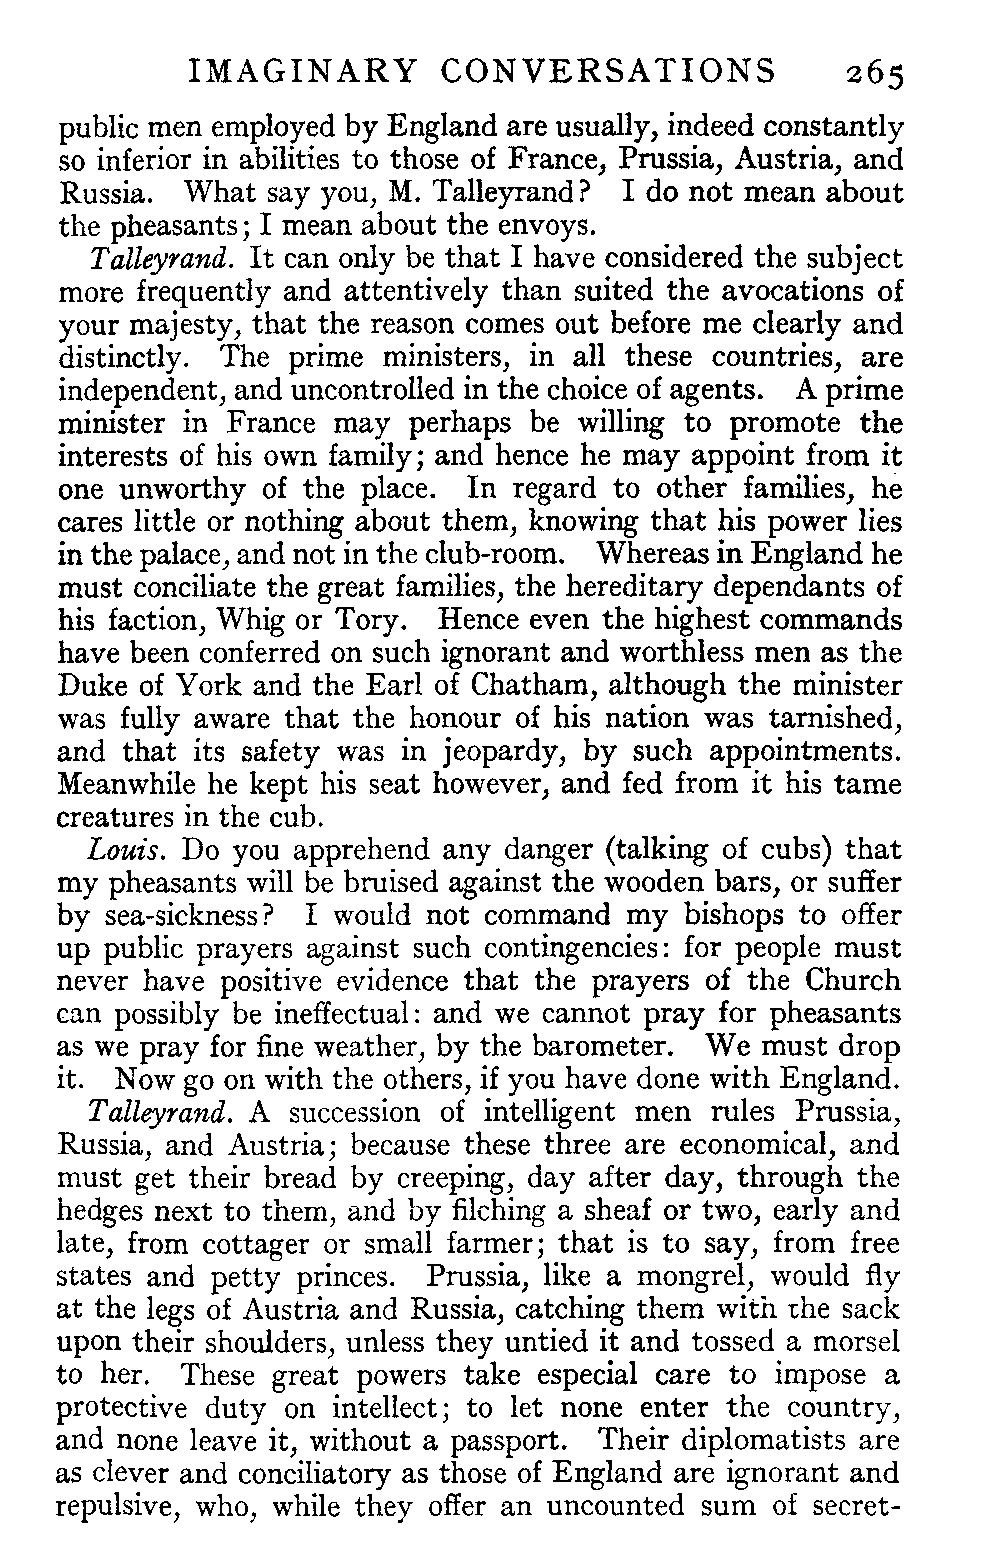 IMAGINARY CONVERSATIONS 265
public men employed by England are usually, indeed constantly
so inferior in abilities to those of France, Prussia, Austria, and
Russia. What say you, M. Talleyrand? I do not mean about
the pheasants; I mean about the envoys.
Talleyrand. It can only be that I have considered the subject
more frequently and attentively than suited the avocations of
your majesty, that the reason comes out before me clearly and
distinctly. The prime ministers, in all these countries, are
independent, and uncontrolled in the choice of agents. A prime
minister in France may perhaps be willing to promote the
interests of his own family; and hence he may appoint from it
one unworthy of the place. In regard to other families, he
cares little or nothing about them, knowing that his power lies
in the palace, and not in the club-room. Whereas in England he
must conciliate the great families, the hereditary dependants of
his faction, Whig or Tory. Hence even the highest commands
have been conferred on such ignorant and worthless men as the
Duke of York and the Earl of Chatham, although the minister
was fully aware that the honour of his nation was tarnished,
and that its safety was in jeopardy, by such appointments.
Meanwhile he kept his seat however, and fed from it his tame
creatures in the cub.
Louis. Do you apprehend any danger (talking of cubs) that
my pheasants will be bruised against the wooden bars, or suffer
by sea-sickness? I would not command my bishops to offer
up public prayers against such contingencies: for people must
never have positive evidence that the prayers of the Church
can possibly be ineffectual: and we cannot pray for pheasants
as we pray for fine weather, by the barometer. We must drop
it. Now go on with the others, if you have done with England.
Talleyrand. A succession of intelligent men rules Prussia,
Russia, and Austria; because these three are economical, and
must get their bread by creeping, day after day, through the
hedges next to them, and by filching a sheaf or two, early and
late, from cottager or small farmer; that is to say, from free
states and petty princes. Prussia, like a mongrel, would fly
at the legs of Austria and Russia, catching them with the sack
upon their shoulders, unless they untied it and tossed a morsel
to her. These great powers take especial care to impose a
protective duty on intellect; to let none enter the country,
and none leave it, without a passport. Their diplomatists are
as clever and conciliatory as those of England are ignorant and
repulsive, who, while they offer an uncounted sum of secret-